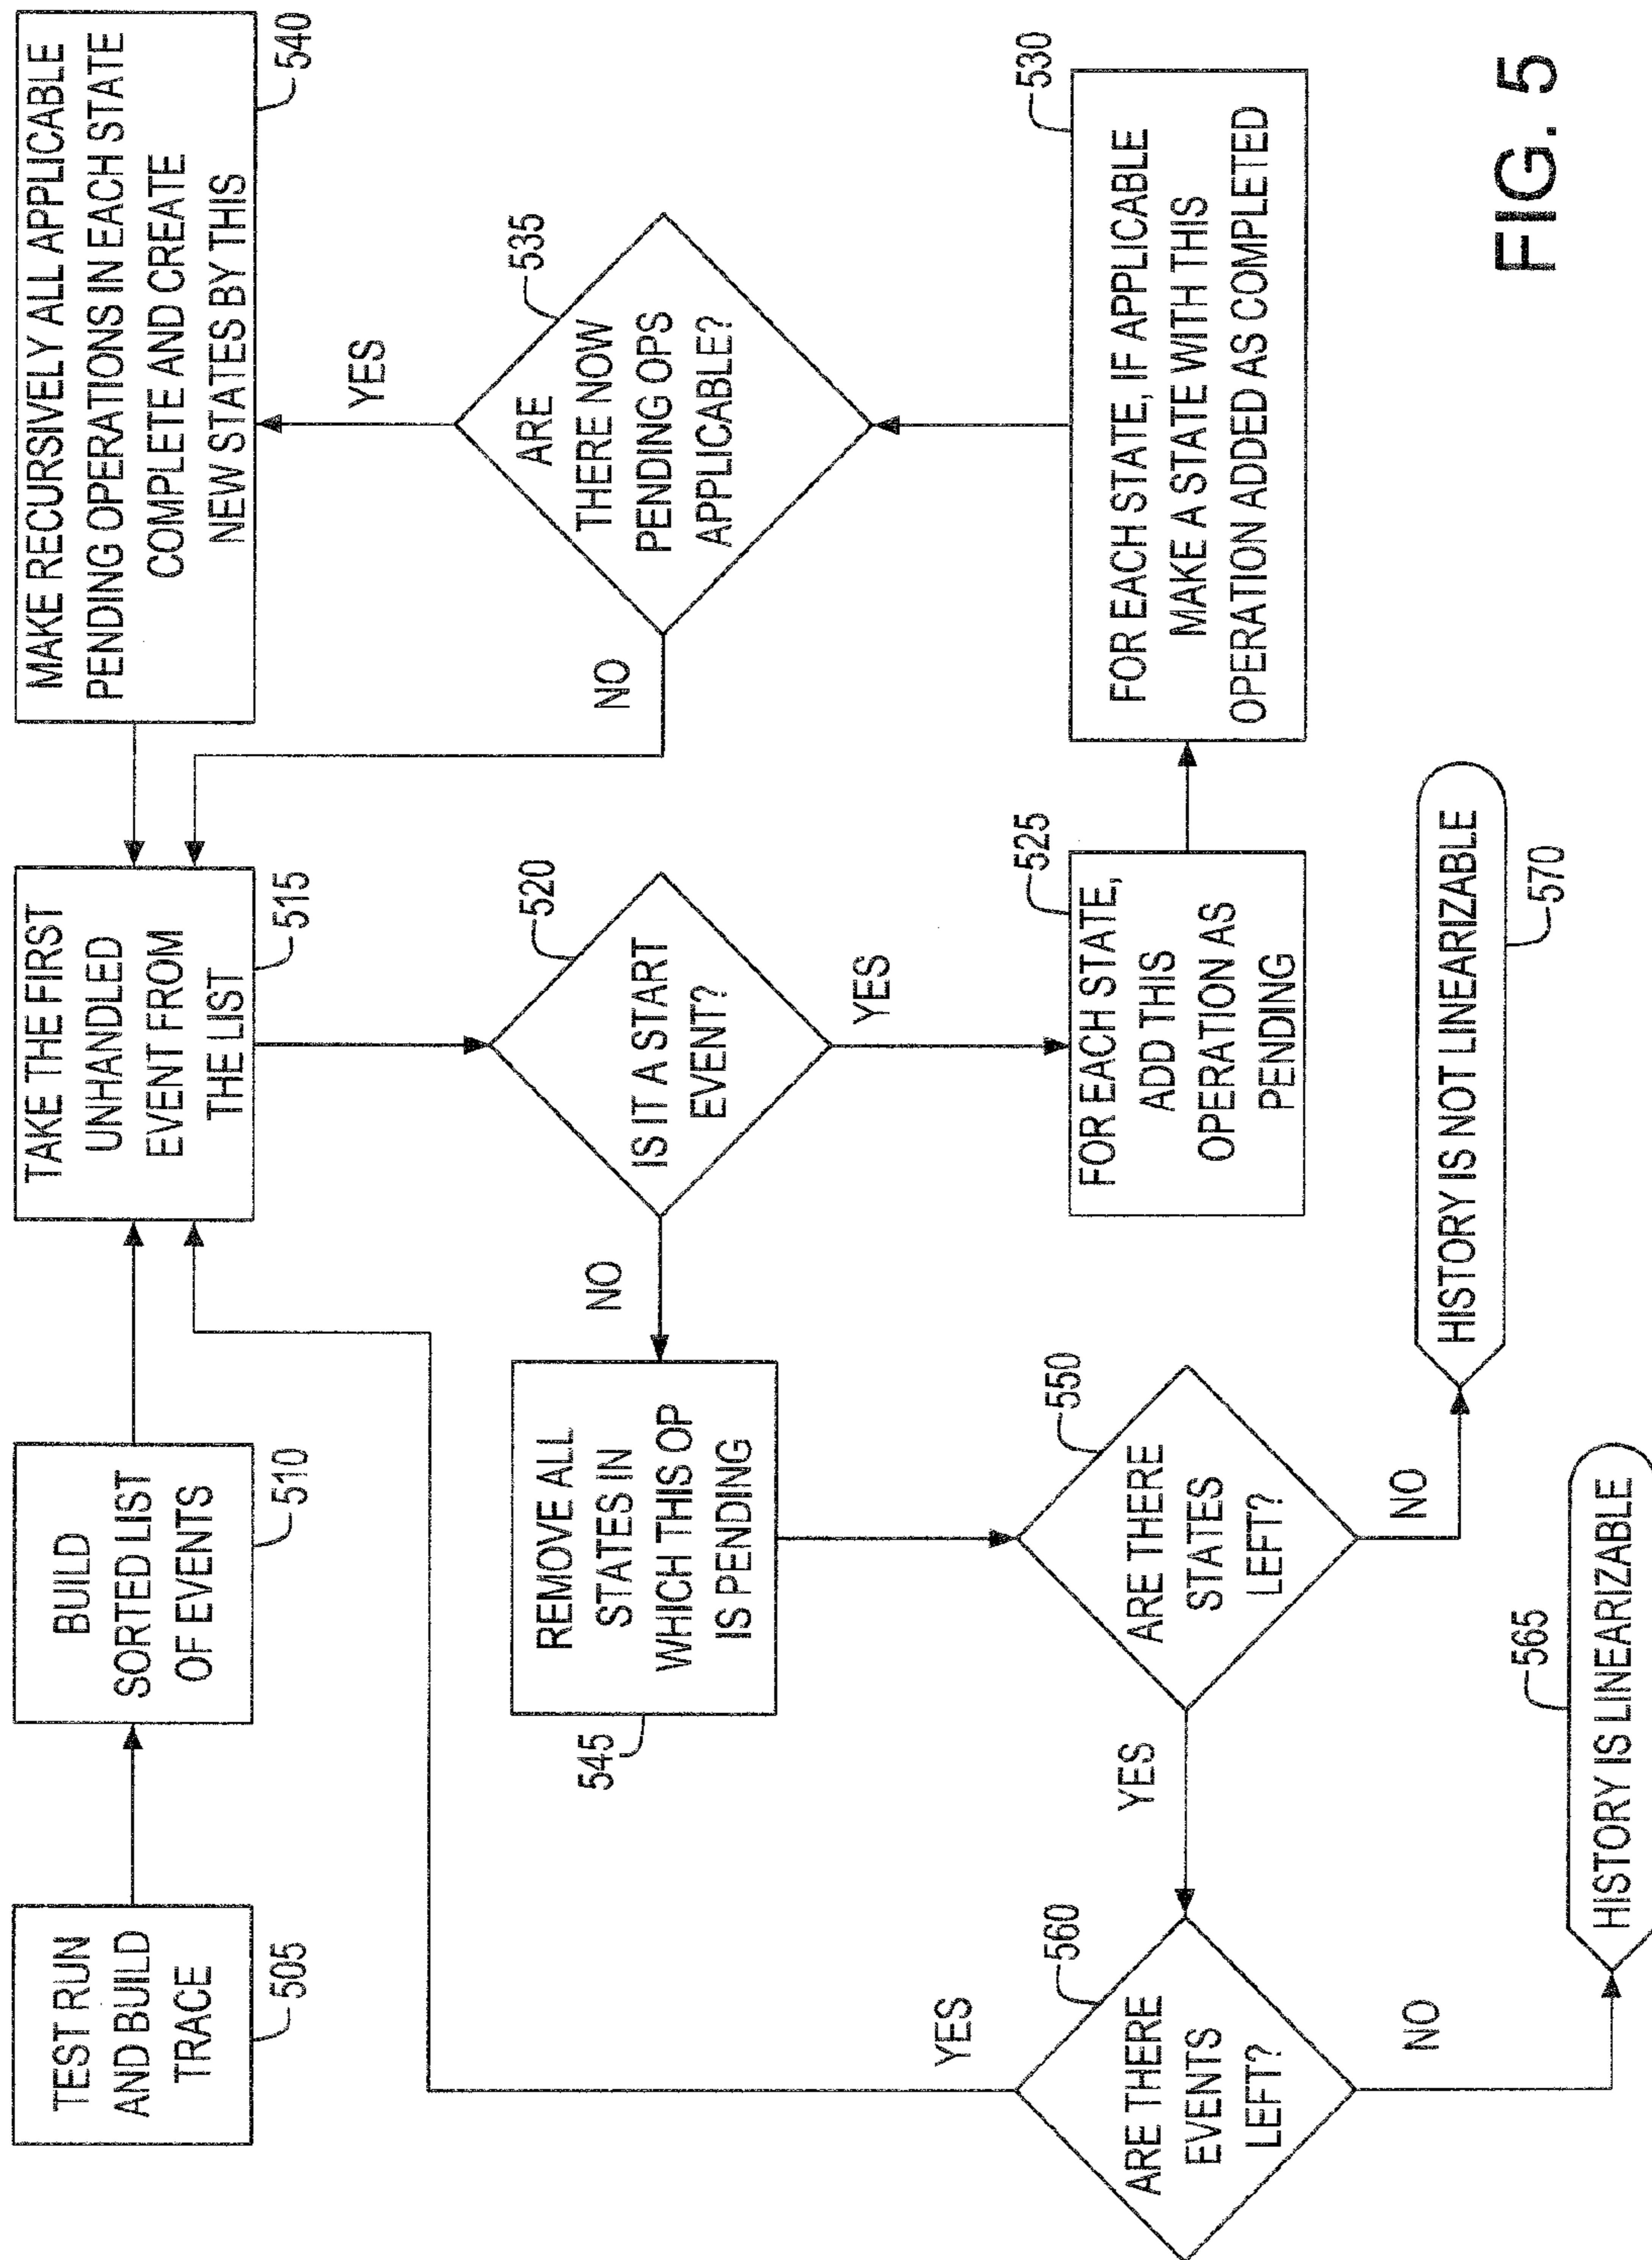 TEST RUN
AND BUILD
TRACE
505
BUILD
SORTED LIST
OF EVENTS
510
TAKE THE FIRST
UNHANDLED
EVENT FROM
THE LIST
515
MAKE RECURSIVELY ALL APPLICABLE
PENDING OPERATIONS IN EACH STATE
COMPLETE AND CREATE
NEW STATES BY THIS
540
YES
NO
ARE
THERE NOW
PENDING OPS
APPLICABLE?
535
IS IT A START
EVENT?
520
NO
YES
REMOVE ALL
STATES IN
WHICH THIS OP
IS PENDING
545
FOR EACH STATE,
ADD THIS
OPERATION AS
PENDING
525
FOR EACH STATE, IF APPLICABLE
MAKE A STATE WITH THIS
OPERATION ADDED AS COMPLETED
530
YES
ARE THERE
EVENTS
LEFT?
560
NO
YES
ARE THERE
STATES
LEFT?
550
NO
HISTORY IS NOT LINEARIZABLE
570
HISTORY IS LINEARIZABLE
565
FIG. 5